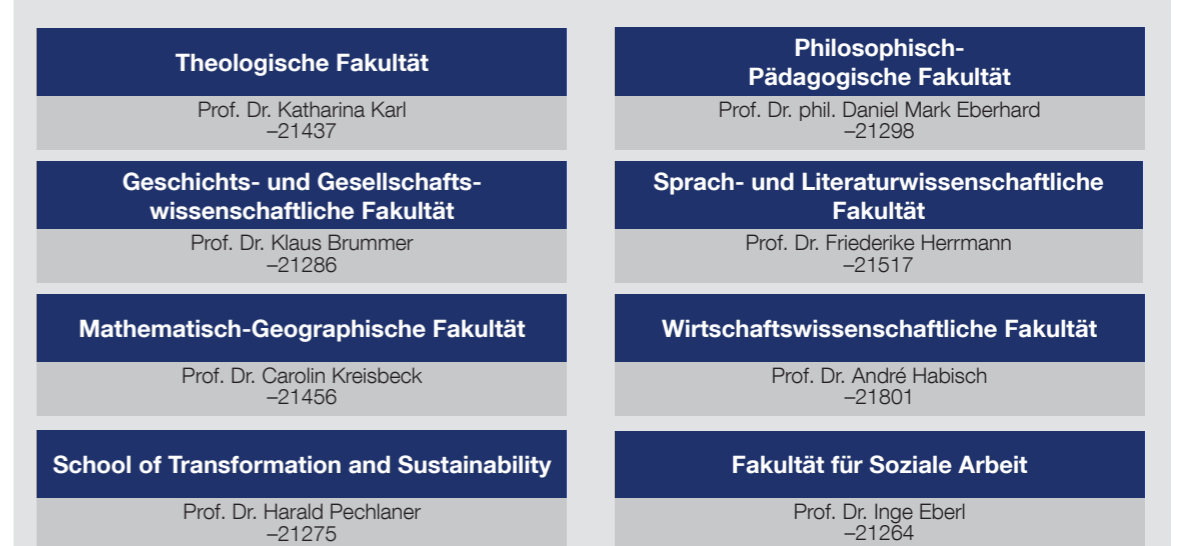 Theologische Fakultät
Prof. Dr. Katharina Karl
–21437
Philosophisch-
Pädagogische Fakultät
Prof. Dr. phil. Daniel Mark Eberhard
–21298
Geschichts- und Gesellschafts-
wissenschaftliche Fakultät
Prof. Dr. Klaus Brummer
–21286
Sprach- und Literaturwissenschaftliche
Fakultät
Prof. Dr. Friederike Herrmann
–21517
Mathematisch-Geographische Fakultät
Prof. Dr. Carolin Kreisbeck
–21456
Wirtschaftswissenschaftliche Fakultät
Prof. Dr. André Habisch
–21801
School of Transformation and Sustainability
Prof. Dr. Harald Pechlaner
–21275
Fakultät für Soziale Arbeit
Prof. Dr. Inge Eberl
–21264